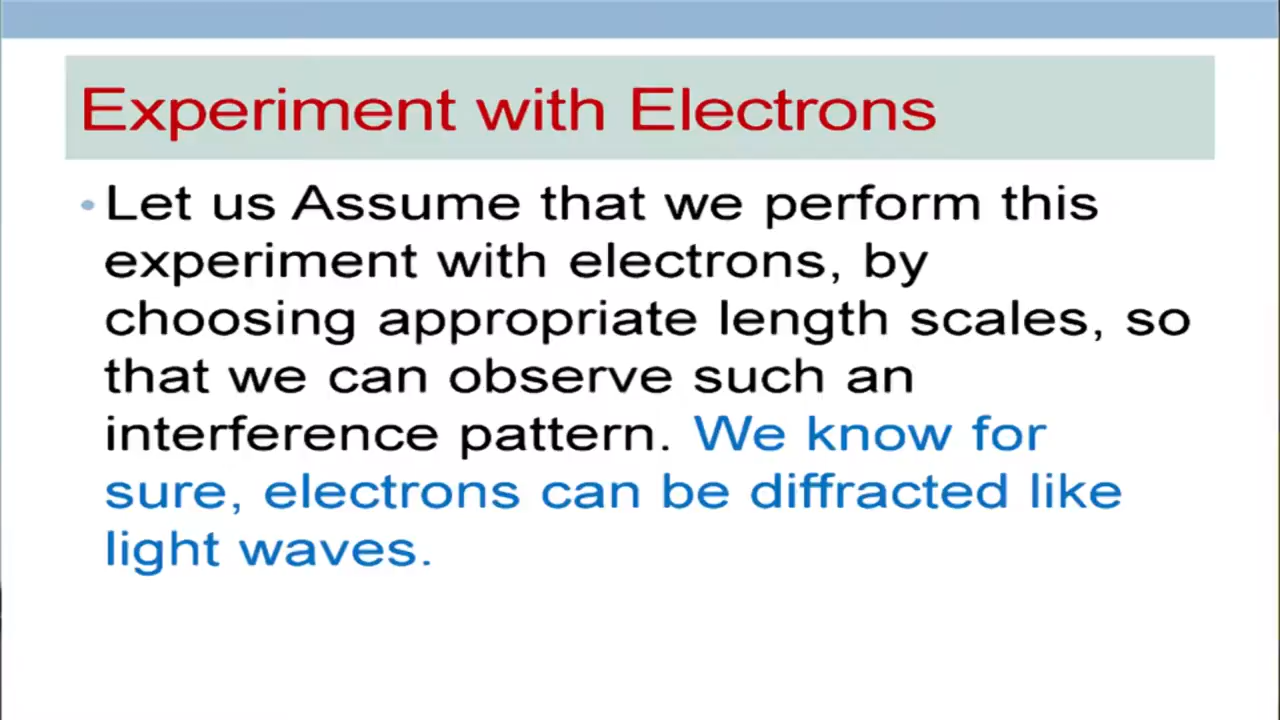 Experiment with Electrons
• Let us Assume that we perform this
experiment with electrons, by
choosing appropriate length scales, so
that we can observe such an
interference pattern. We know for
sure, electrons can be diffracted like
light waves.